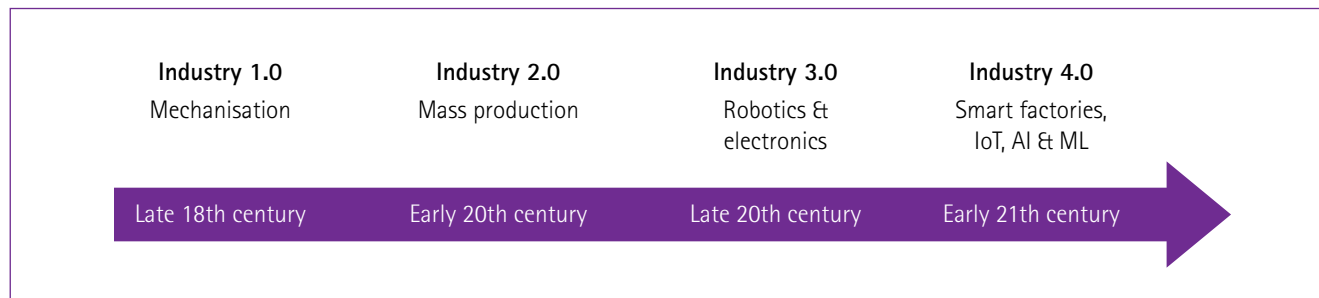 Industry 1.0
Mechanisation
Industry 2.0
Mass production
Industry 3.0
Robotics &
electronics
Industry 4.0
Smart factories,
IoT, AI & ML
Late 18th century
Early 20th century
Late 20th century
Early 21th century